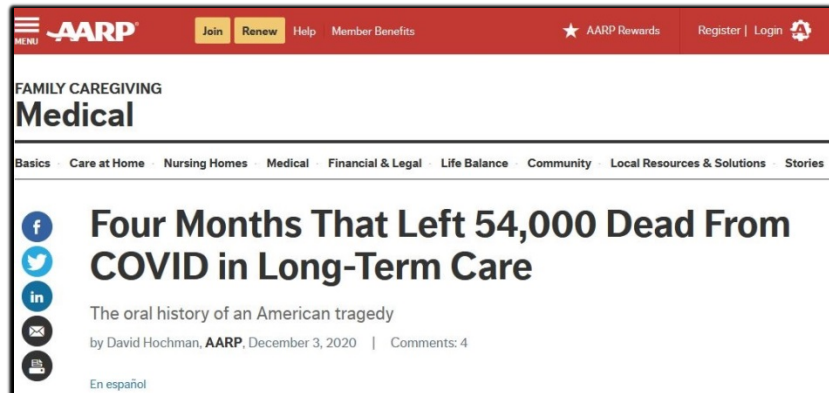 MENU AARP Join Renew Help Member Benefits AARP Rewards Register | Login
FAMILY CAREGIVING
Medical
Basics Care at Home Nursing Homes Medical Financial & Legal Life Balance Community Local Resources & Solutions Stories
Four Months That Left 54,000 Dead From
COVID in Long-Term Care
The oral history of an American tragedy
by David Hochman, AARP, December 3, 2020 | Comments: 4
En español